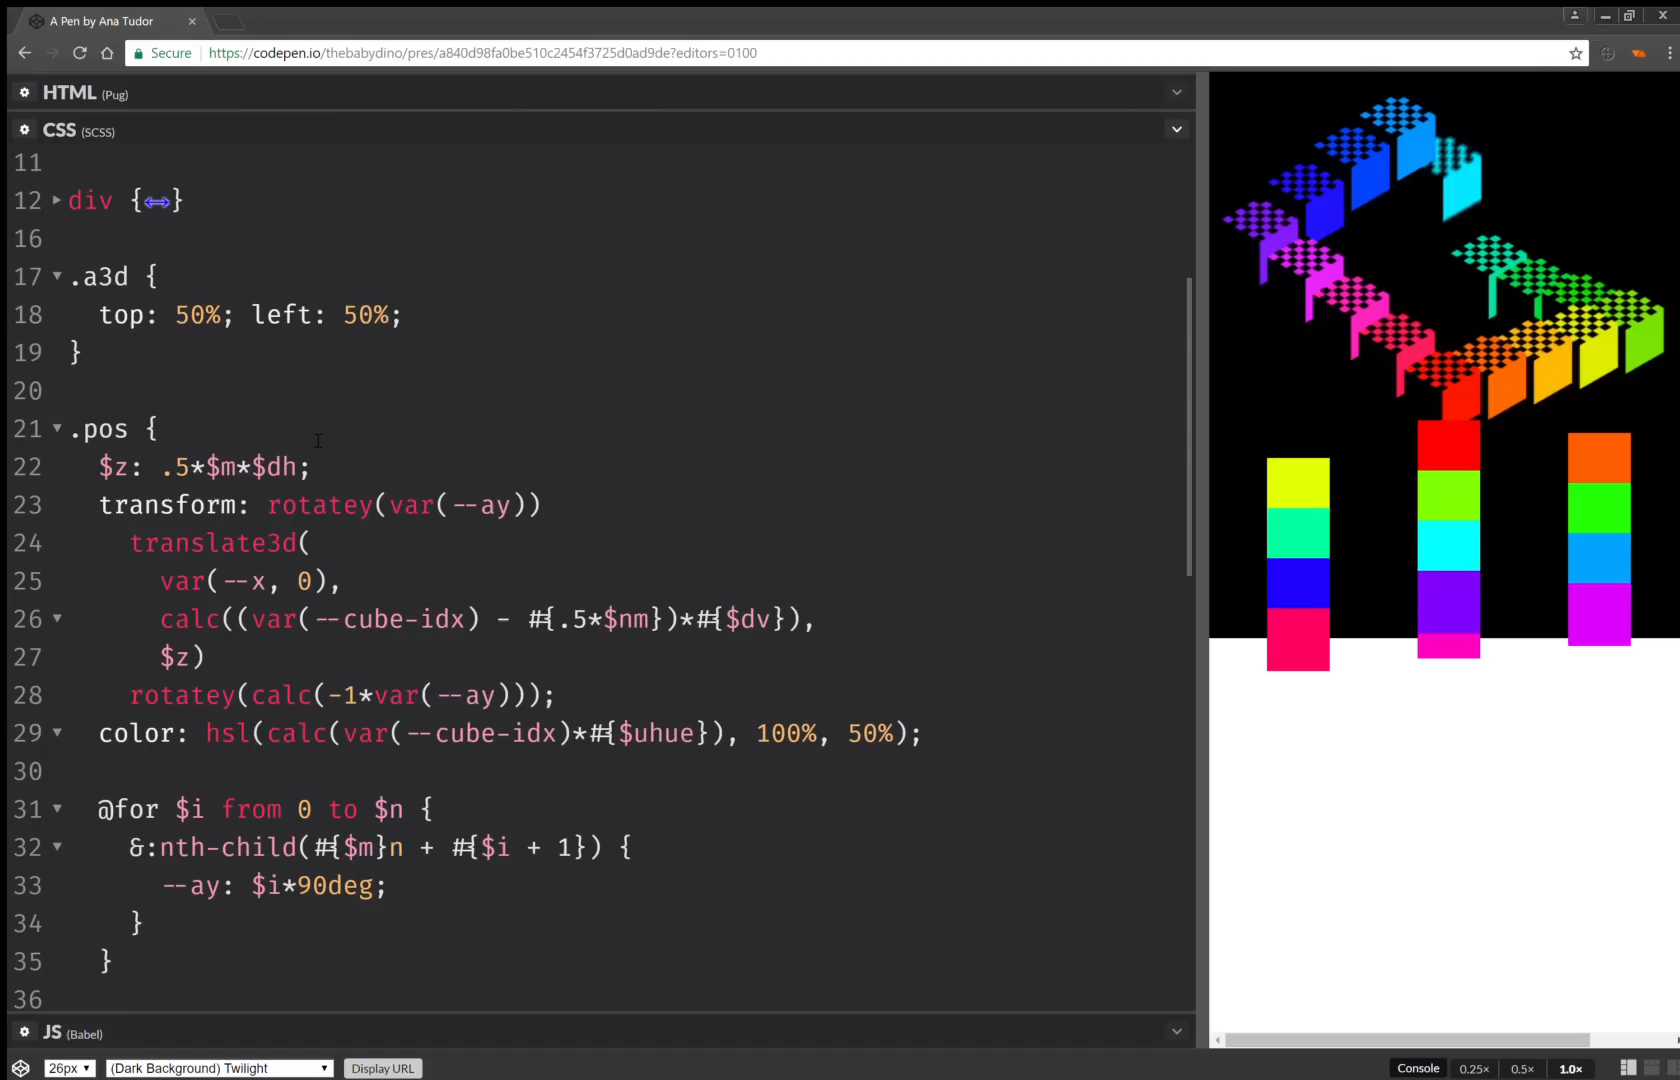 A Pen by Ana Tudor
Secure https://codepen.io/thebabydino/pres/a840d98fa0be510c2454f3725d0ad9de?editors=0100
HTML (Pug)
CSS (SCSS)
11
12 div {↔}
16
17 .a3d {
18 top: 50%; left: 50%;
19 }
20
21 .pos {
22 $z: .5*$m*$dh;
23 transform: rotatey(var(--ay))
24 translate3d(
25 var(--x, 0),
26 calc((var(--cube-idx) - #{.5*$nm})*#{$dv}),
27 $z)
28 rotatey(calc(-1*var(--ay)));
29 color: hsl(calc(var(--cube-idx)*#{$uhue}), 100%, 50%);
30
31 @for $i from 0 to $n {
32 &:nth-child(#{$m}n + #{$i + 1}) {
33 --ay: $i*90deg;
34 }
35 }
36
JS (Babel)
26px (Dark Background) Twilight Display URL Console 0.25× 0.5× 1.0×